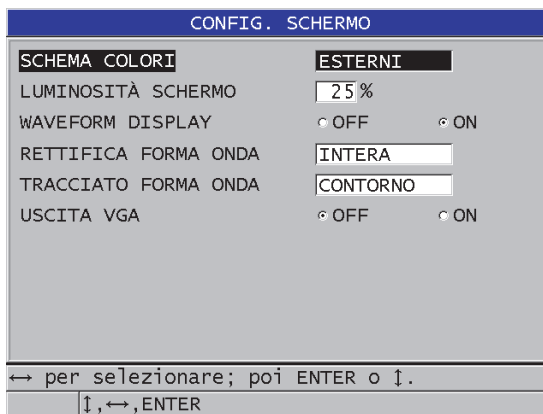 CONFIG. SCHERMO
SCHEMA COLORI ESTERNI
LUMINOSITÀ SCHERMO 25%
WAVEFORM DISPLAY OFF ON
RETTIFICA FORMA ONDA INTERA
TRACCIATO FORMA ONDA CONTORNO
USCITA VGA OFF ON
↔ per selezionare; poi ENTER o ↕.
↕,↔,ENTER